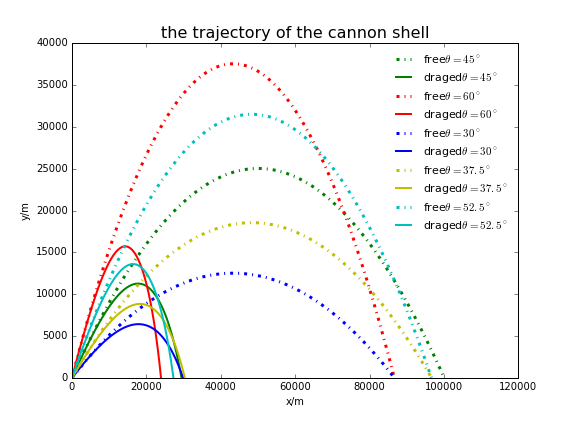 the trajectory of the cannon shell
40000
35000
30000
25000
20000
15000
10000
5000
0
y/m
0 20000 40000 60000 80000 100000 120000
x/m
freeθ = 45°
dragedθ = 45°
freeθ = 60°
dragedθ = 60°
freeθ = 30°
dragedθ = 30°
freeθ = 37.5°
dragedθ = 37.5°
freeθ = 52.5°
dragedθ = 52.5°